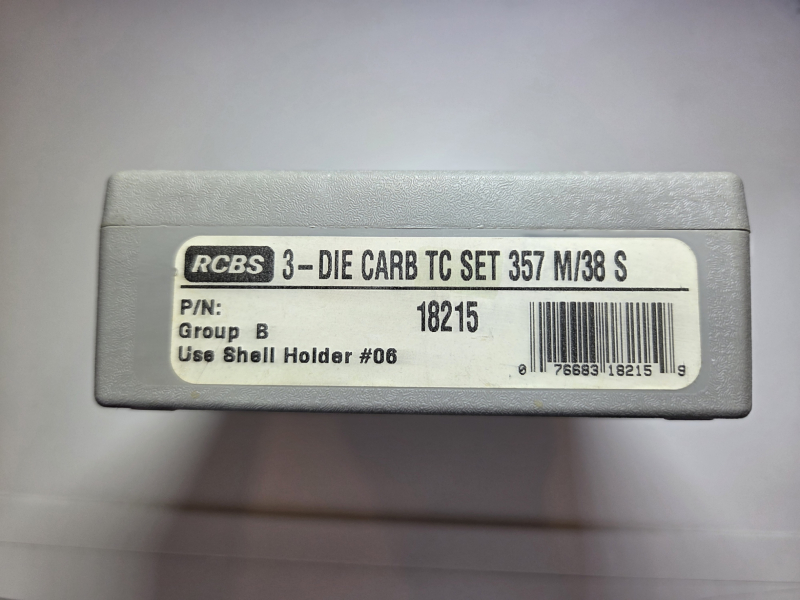 RCBS 3-DIE CARB TC SET 357 M/38 S
P/N: 18215
Group B
Use Shell Holder #06
0 76683 18215 9